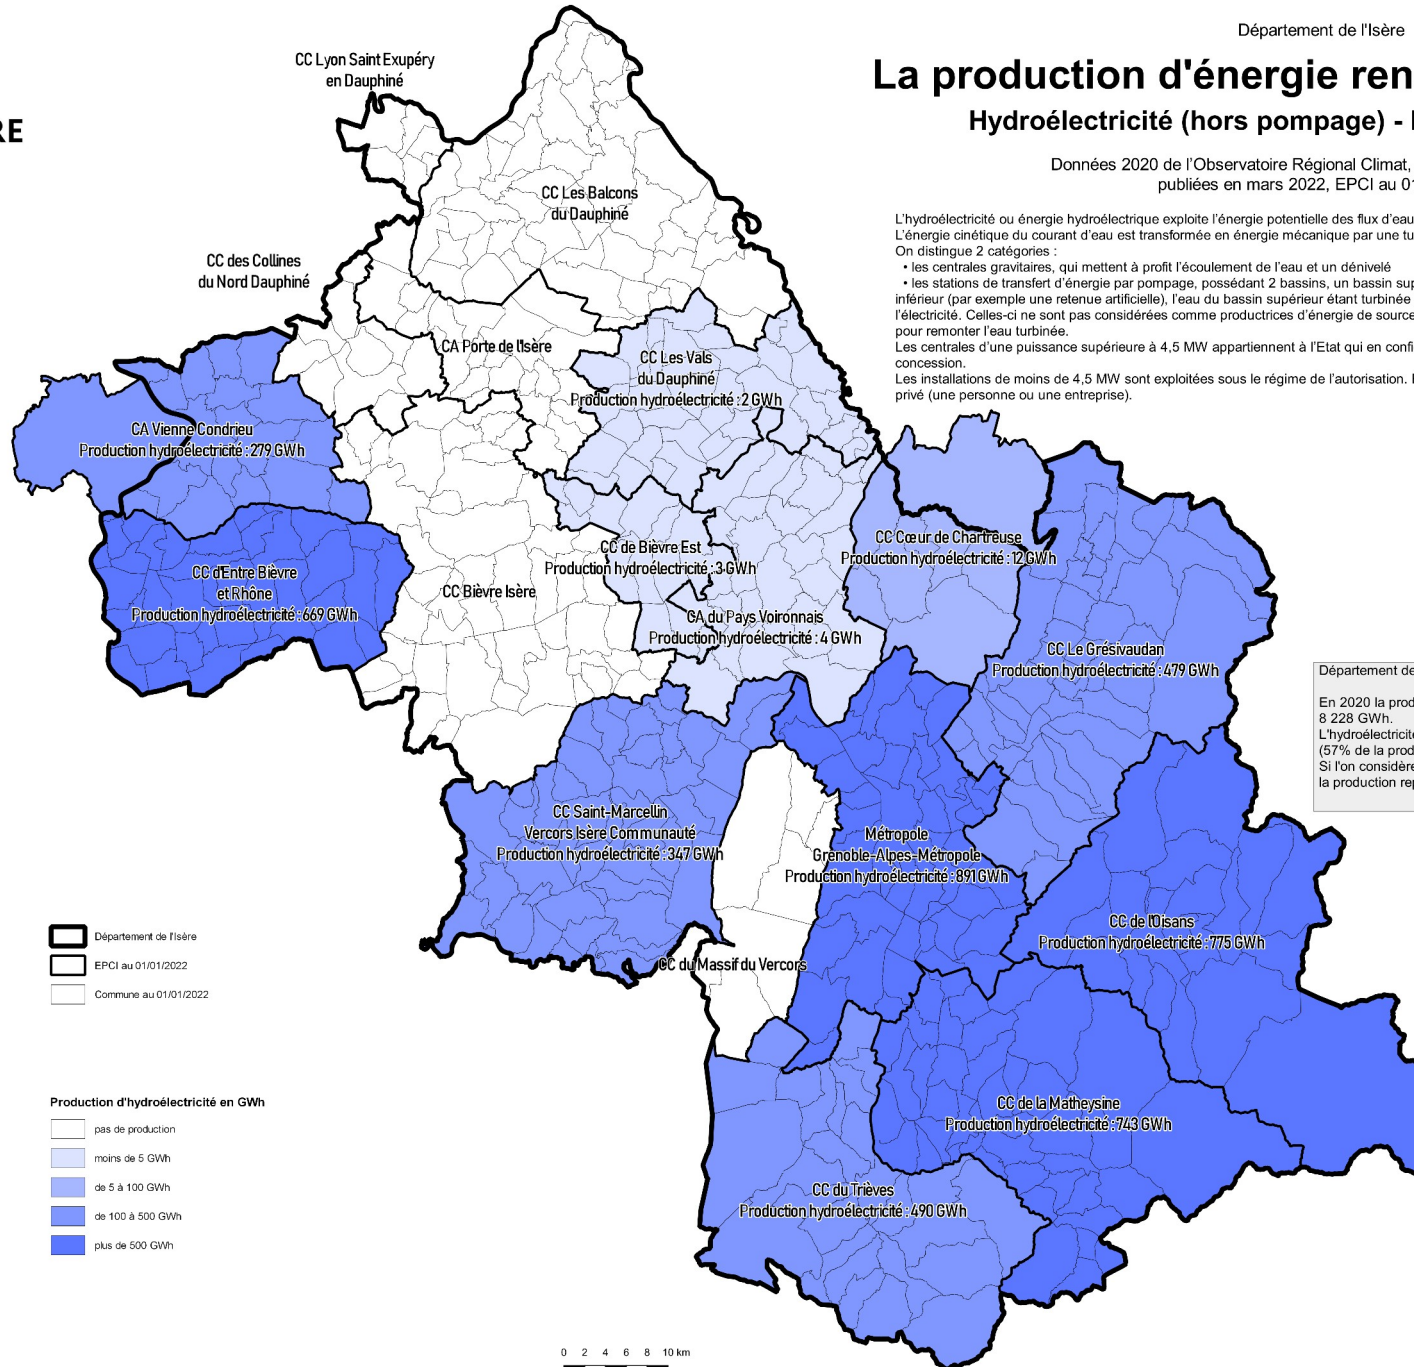 Département de l'Isère
La production d'énergie ren
Hydroélectricité (hors pompage) -
Données 2020 de l'Observatoire Régional Climat,
publiées en mars 2022, EPCI au 01
L'hydroélectricité ou énergie hydroélectrique exploite l'énergie potentielle des flux d'eau
L'énergie cinétique du courant d'eau est transformée en énergie mécanique par une tu
On distingue 2 catégories :
• les centrales gravitaires, qui mettent à profit l'écoulement de l'eau et un dénivelé
• les stations de transfert d'énergie par pompage, possédant 2 bassins, un bassin sup
inférieur (par exemple une retenue artificielle), l'eau du bassin supérieur étant turbinée
l'électricité. Celles-ci ne sont pas considérées comme productrices d'énergie de source
pour remonter l'eau turbinée.
Les centrales d'une puissance supérieure à 4,5 MW appartiennent à l'Etat qui en confi
concession.
Les installations de moins de 4,5 MW sont exploitées sous le régime de l'autorisation.
privé (une personne ou une entreprise).
RE
CC Lyon Saint Exupéry
en Dauphiné
CC Les Balcons
du Dauphiné
CC des Collines
du Nord Dauphiné
CA Porte de l'Isère
CC Les Vals
du Dauphiné
Production hydroélectricité : 2 GWh
CA Vienne Condrieu
Production hydroélectricité : 279 GWh
CC d'Entre Bièvre
et Rhône
Production hydroélectricité : 669 GWh
CC Bièvre Isère
CC de Bièvre Est
Production hydroélectricité : 3 GWh
CC Cœur de Chartreuse
Production hydroélectricité : 12 GWh
CA du Pays Voironnais
Production hydroélectricité : 4 GWh
CC Le Grésivaudan
Production hydroélectricité : 479 GWh
Département de
En 2020 la prod
8 228 GWh.
L'hydroélectricité
(57% de la prod
Si l'on considère
la production rep
CC Saint-Marcellin
Vercors Isère Communauté
Production hydroélectricité : 347 GWh
Métropole
Grenoble-Alpes-Métropole
Production hydroélectricité : 891 GWh
CC de l'Oisans
Production hydroélectricité : 775 GWh
CC du Massif du Vercors
CC de la Matheysine
Production hydroélectricité : 743 GWh
CC du Trièves
Production hydroélectricité : 490 GWh
Département de l'Isère
EPCI au 01/01/2022
Commune au 01/01/2022
Production d'hydroélectricité en GWh
pas de production
moins de 5 GWh
de 5 à 100 GWh
de 100 à 500 GWh
plus de 500 GWh
0 2 4 6 8 10 km